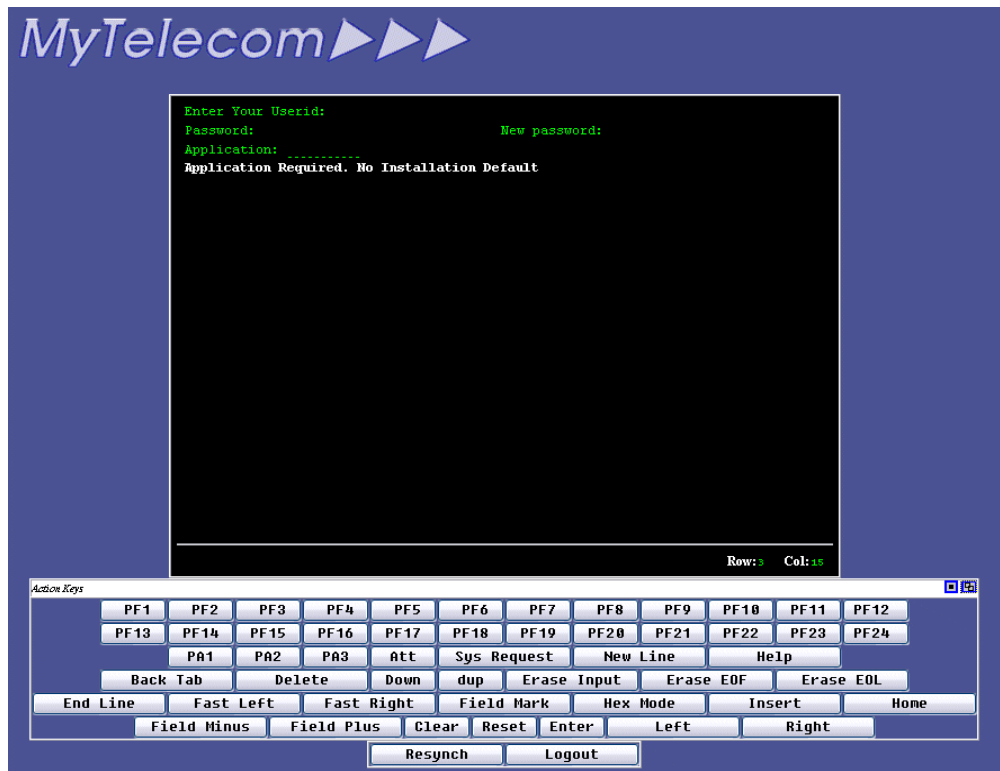 MyTelecom
Enter Your Userid:
Password: New password:
Application: ___________
Application Required. No Installation Default
Row:3 Col:15
Action Keys
PF1 PF2 PF3 PF4 PF5 PF6 PF7 PF8 PF9 PF10 PF11 PF12
PF13 PF14 PF15 PF16 PF17 PF18 PF19 PF20 PF21 PF22 PF23 PF24
PA1 PA2 PA3 Att Sys Request New Line Help
Back Tab Delete Down dup Erase Input Erase EOF Erase EOL
End Line Fast Left Fast Right Field Mark Hex Mode Insert Home
Field Minus Field Plus Clear Reset Enter Left Right
Resynch Logout